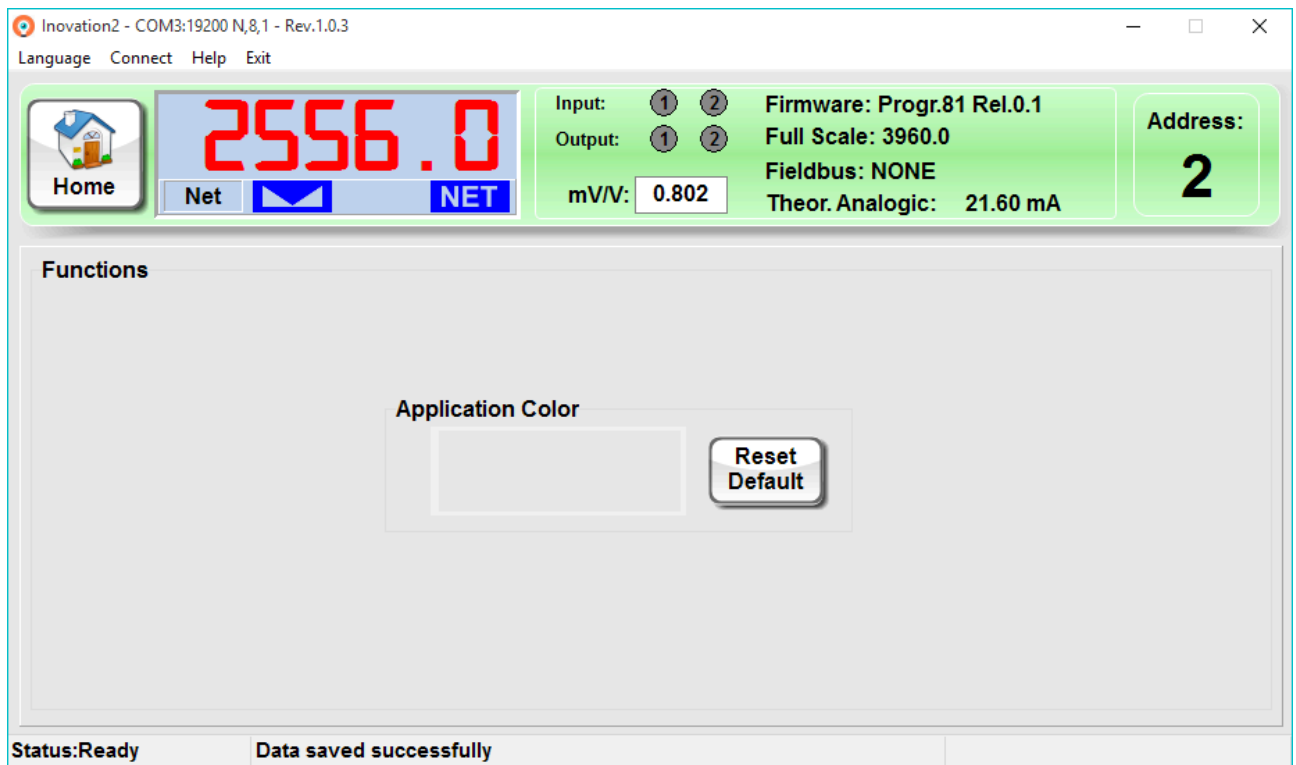 Inovation2 - COM3:19200 N,8,1 - Rev.1.0.3
Language Connect Help Exit
Home
2556.0
Net NET
Input: 1 2
Output: 1 2
mV/V: 0.802
Firmware: Progr.81 Rel.0.1
Full Scale: 3960.0
Fieldbus: NONE
Theor. Analogic: 21.60 mA
Address:
2
Functions
Application Color
Reset
Default
Status:Ready Data saved successfully